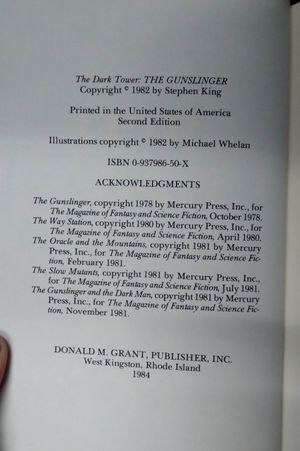 The Dark Tower: THE GUNSLINGER
Copyright © 1982 by Stephen King
Printed in the United States of America
Second Edition
Illustrations copyright © 1982 by Michael Whelan
ISBN 0-937986-50-X
ACKNOWLEDGMENTS
The Gunslinger, copyright 1978 by Mercury Press, Inc., for
The Magazine of Fantasy and Science Fiction, October 1978.
The Way Station, copyright 1980 by Mercury Press, Inc., for
The Magazine of Fantasy and Science Fiction, April 1980.
The Oracle and the Mountains, copyright 1981 by Mercury
Press, Inc., for The Magazine of Fantasy and Science Fiction,
February 1981.
The Slow Mutants, copyright 1981 by Mercury Press, Inc.,
for The Magazine of Fantasy and Science Fiction, July 1981.
The Gunslinger and the Dark Man, copyright 1981 by Mercury
Press, Inc., for The Magazine of Fantasy and Science Fic-
tion, November 1981.
DONALD M. GRANT, PUBLISHER, INC.
West Kingston, Rhode Island
1984